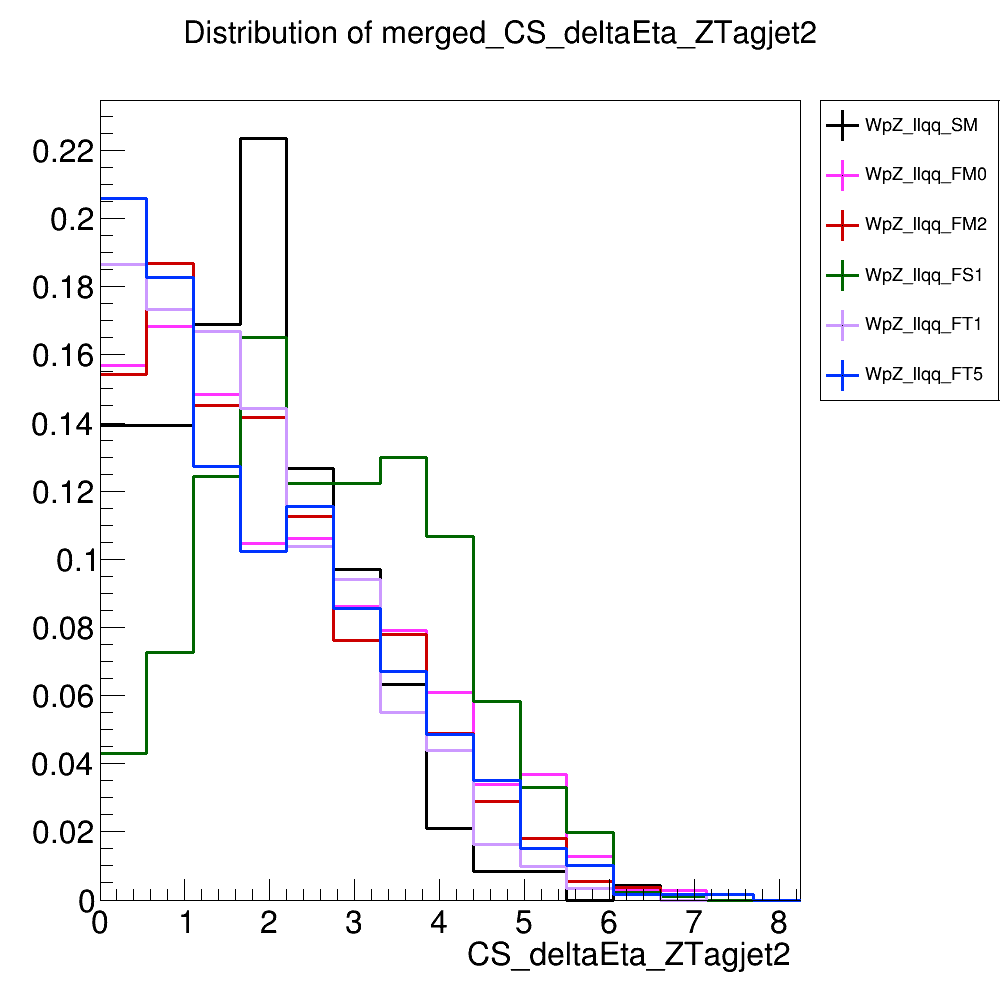 Distribution of merged_CS_deltaEta_ZTagjet2
WpZ_llqq_SM
WpZ_llqq_FM0
WpZ_llqq_FM2
WpZ_llqq_FS1
WpZ_llqq_FT1
WpZ_llqq_FT5
0.22
0.2
0.18
0.16
0.14
0.12
0.1
0.08
0.06
0.04
0.02
0
0 1 2 3 4 5 6 7 8
CS_deltaEta_ZTagjet2